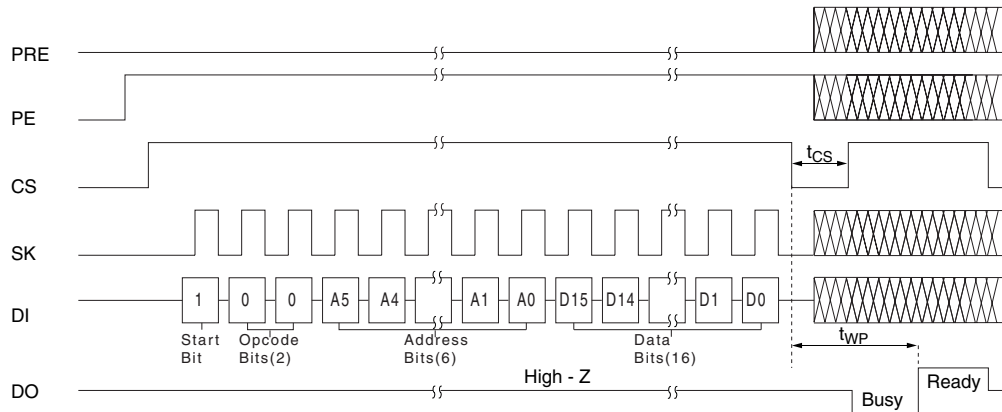 PRE
PE
CS
tCS
SK
DI
1 0 0 A5 A4 A1 A0 D15 D14 D1 D0
Start Bit
Opcode Bits(2)
Address Bits(6)
Data Bits(16)
tWP
DO
High - Z
Busy
Ready